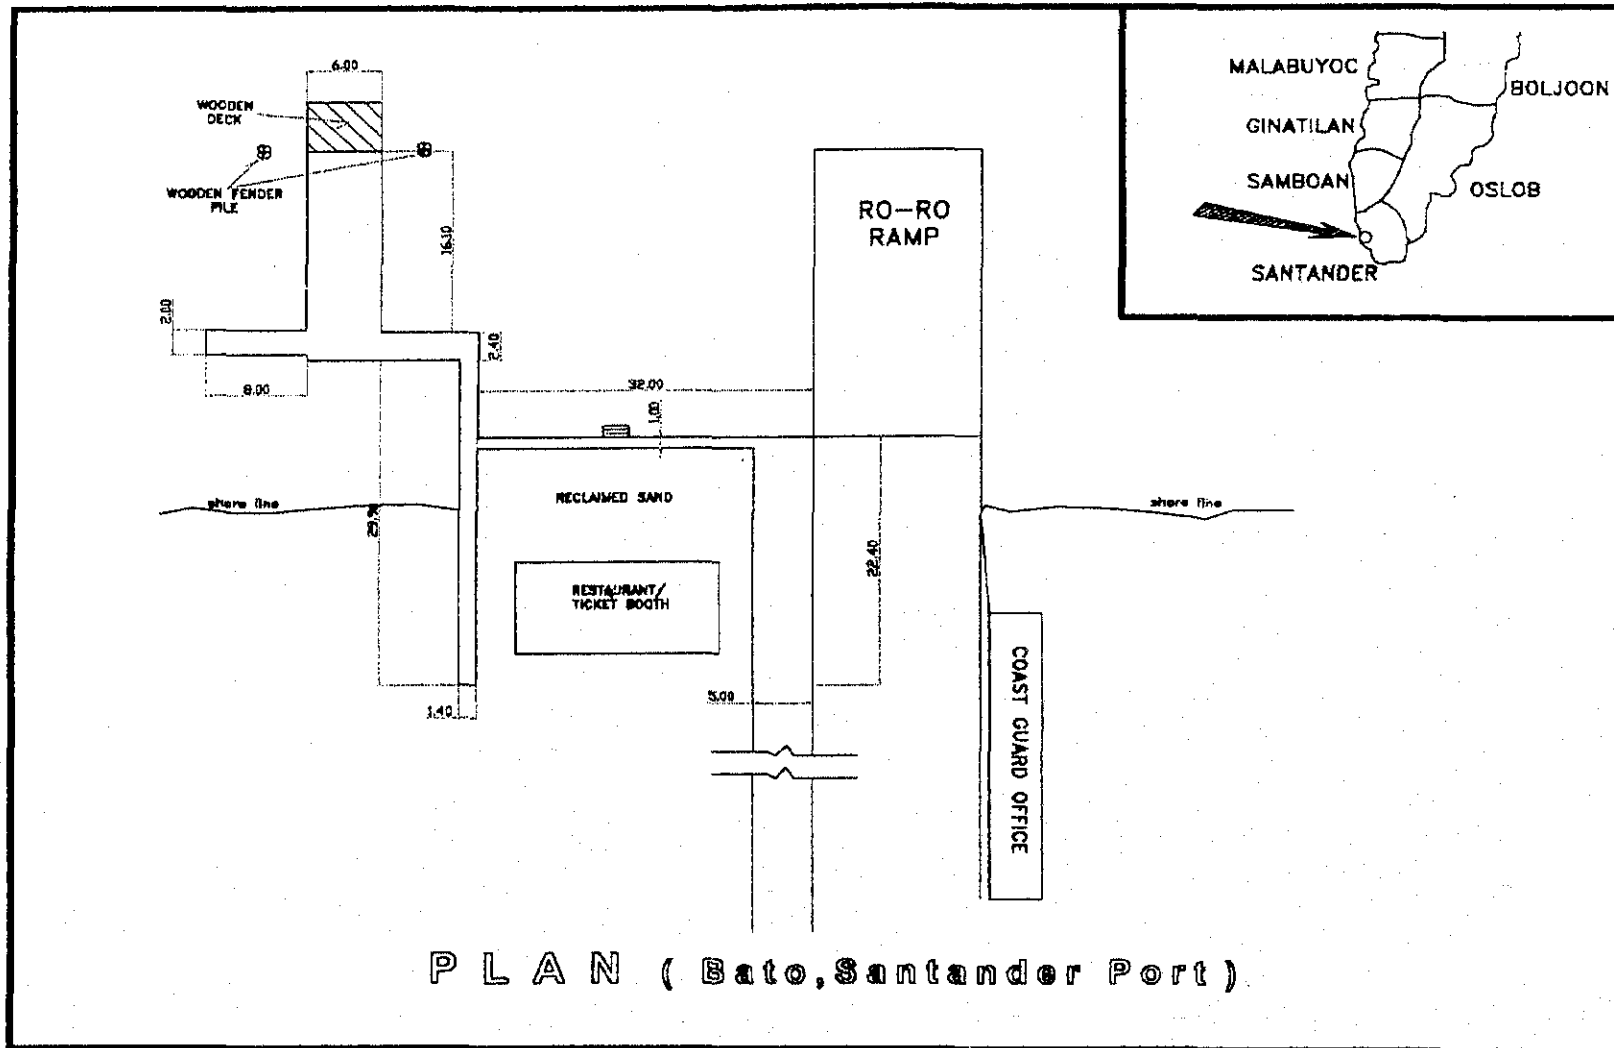 6.00
WOODEN
DECK
WOODEN FENDER
PILE
16.10
2.00
2.40
8.00
32.00
1.00
RO-RO
RAMP
MALABUYOC
BOLJOON
GINATILAN
SAMBOAN
OSLOB
SANTANDER
shore line
RECLAIMED SAND
shore line
22.40
RESTAURANT/
TICKET BOOTH
1.40
5.00
COAST GUARD OFFICE
PLAN ( Bato,Santander Port )